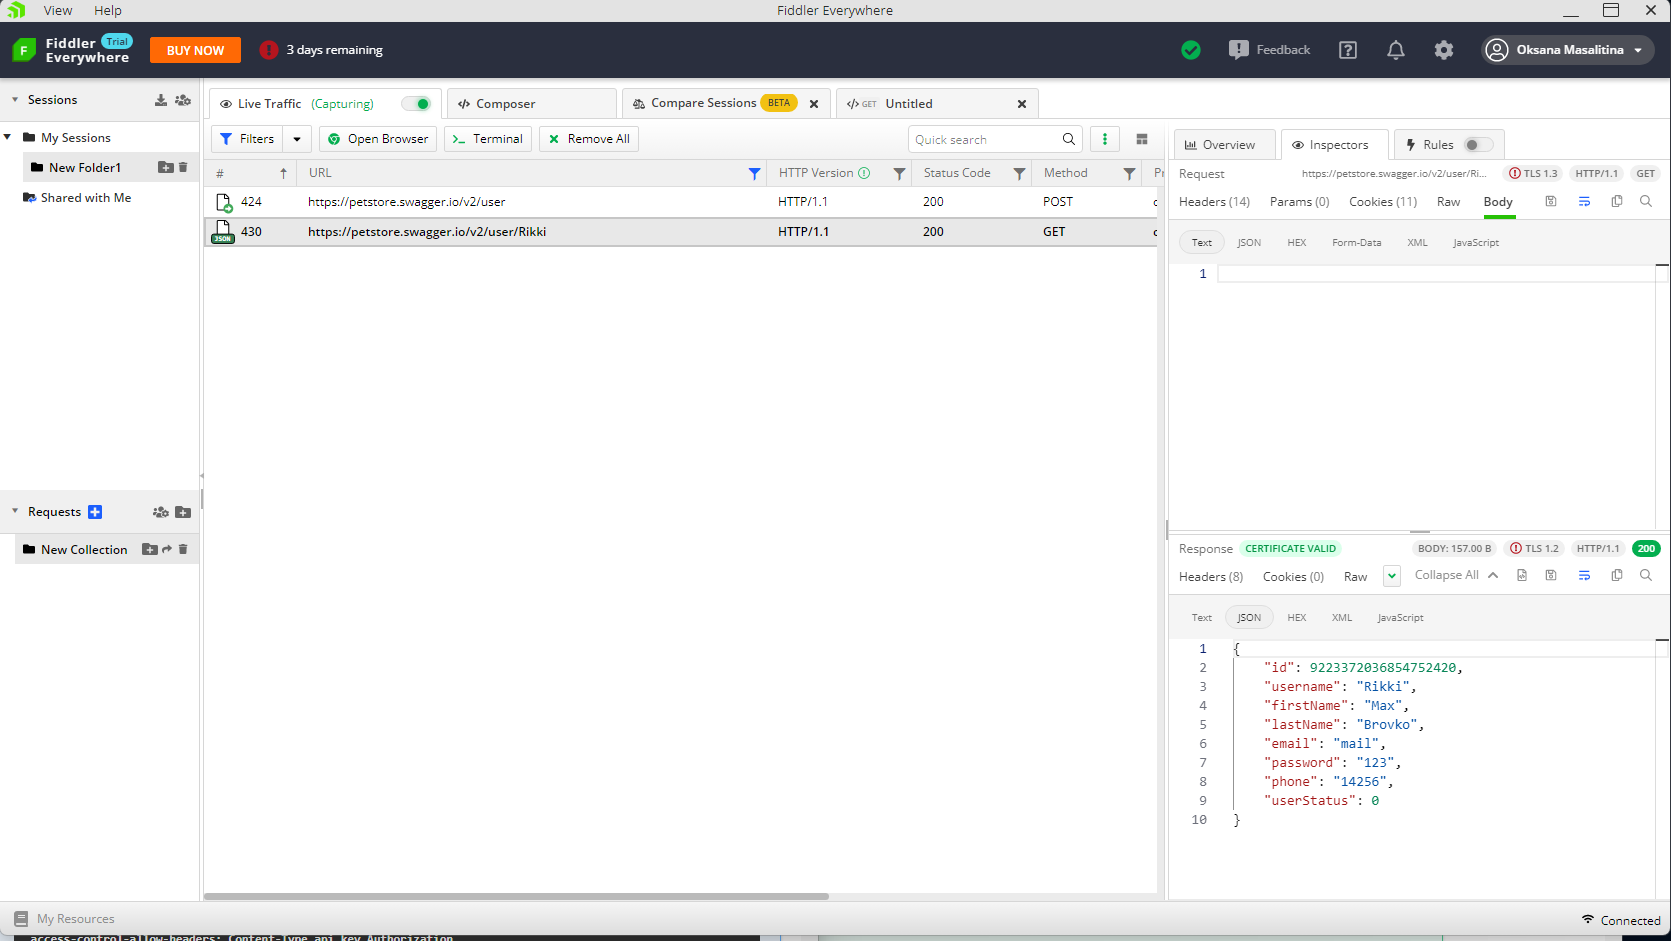 View Help Fiddler Everywhere
Fiddler Everywhere Trial BUY NOW 3 days remaining Feedback Oksana Masalitina
Sessions
My Sessions
New Folder1
Shared with Me
Requests
New Collection
Live Traffic (Capturing) Composer Compare Sessions BETA GET Untitled
Filters Open Browser Terminal Remove All Quick search
# URL HTTP Version Status Code Method Pr
424 https://petstore.swagger.io/v2/user HTTP/1.1 200 POST
JSON 430 https://petstore.swagger.io/v2/user/Rikki HTTP/1.1 200 GET
Overview Inspectors Rules
Request https://petstore.swagger.io/v2/user/Ri... TLS 1.3 HTTP/1.1 GET
Headers (14) Params (0) Cookies (11) Raw Body
Text JSON HEX Form-Data XML JavaScript
1
Response CERTIFICATE VALID BODY: 157.00 B TLS 1.2 HTTP/1.1 200
Headers (8) Cookies (0) Raw Collapse All
Text JSON HEX XML JavaScript
1 {
2 "id": 9223372036854752420,
3 "username": "Rikki",
4 "firstName": "Max",
5 "lastName": "Brovko",
6 "email": "mail",
7 "password": "123",
8 "phone": "14256",
9 "userStatus": 0
10 }
My Resources Connected
access-control-allow-headers: Content-Type api_key Authorization